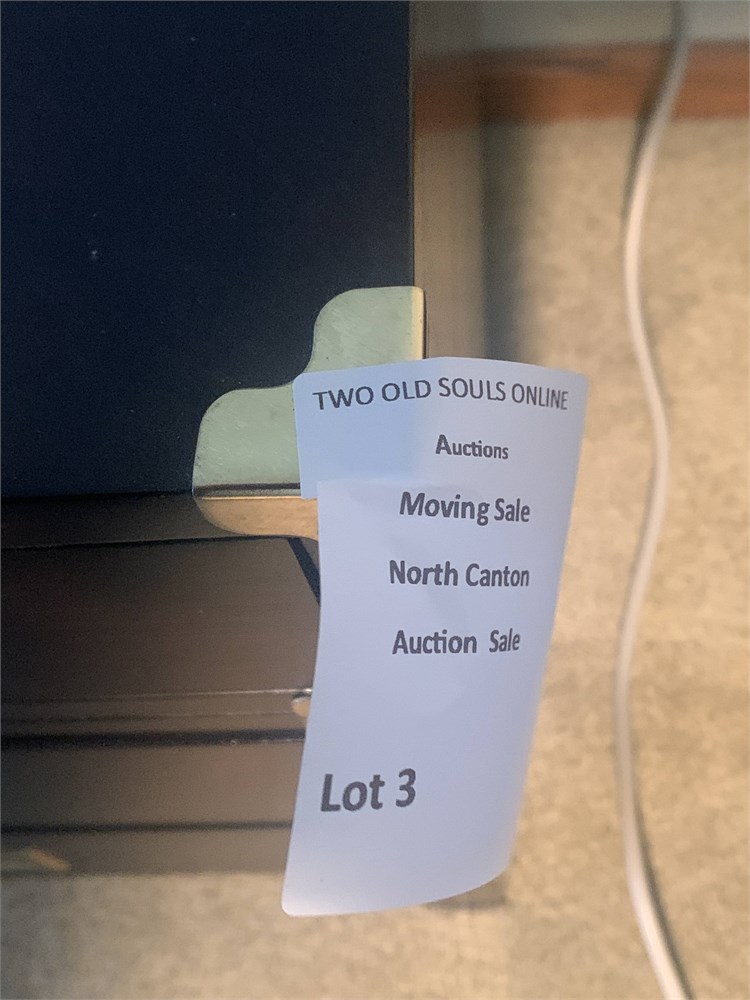 TWO OLD SOULS ONLINE
Auctions
Moving Sale
North Canton
Auction Sale
Lot 3